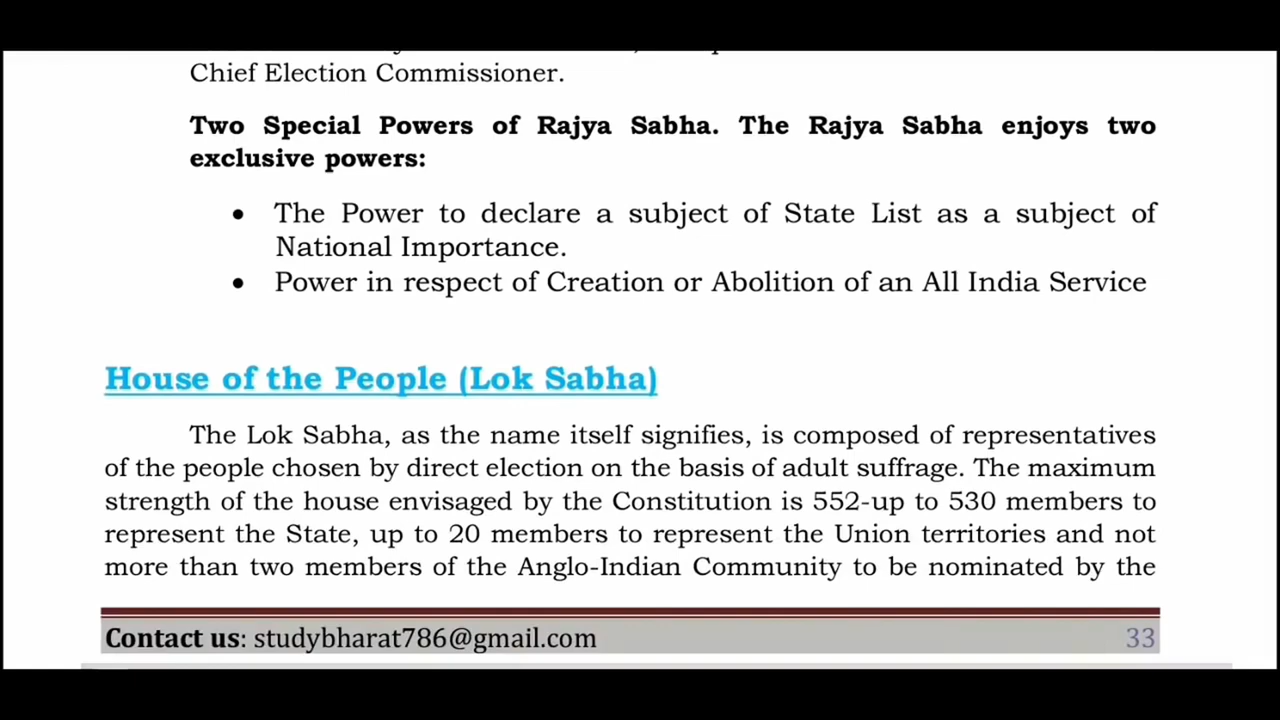 Chief Election Commissioner.
Two Special Powers of Rajya Sabha. The Rajya Sabha enjoys two
exclusive powers:
• The Power to declare a subject of State List as a subject of
National Importance.
• Power in respect of Creation or Abolition of an All India Service
House of the People (Lok Sabha)
The Lok Sabha, as the name itself signifies, is composed of representatives
of the people chosen by direct election on the basis of adult suffrage. The maximum
strength of the house envisaged by the Constitution is 552-up to 530 members to
represent the State, up to 20 members to represent the Union territories and not
more than two members of the Anglo-Indian Community to be nominated by the
Contact us: studybharat786@gmail.com 33